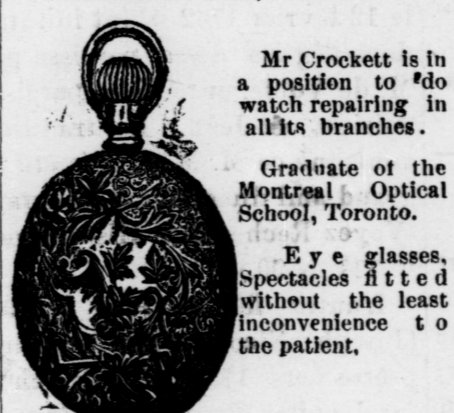 Mr Crockett is in
a position to do
watch repairing in
all its branches.
Graduate of the
Montreal Optical
School, Toronto.
Eye glasses,
Spectacles fitted
without the least
inconvenience to
the patient,